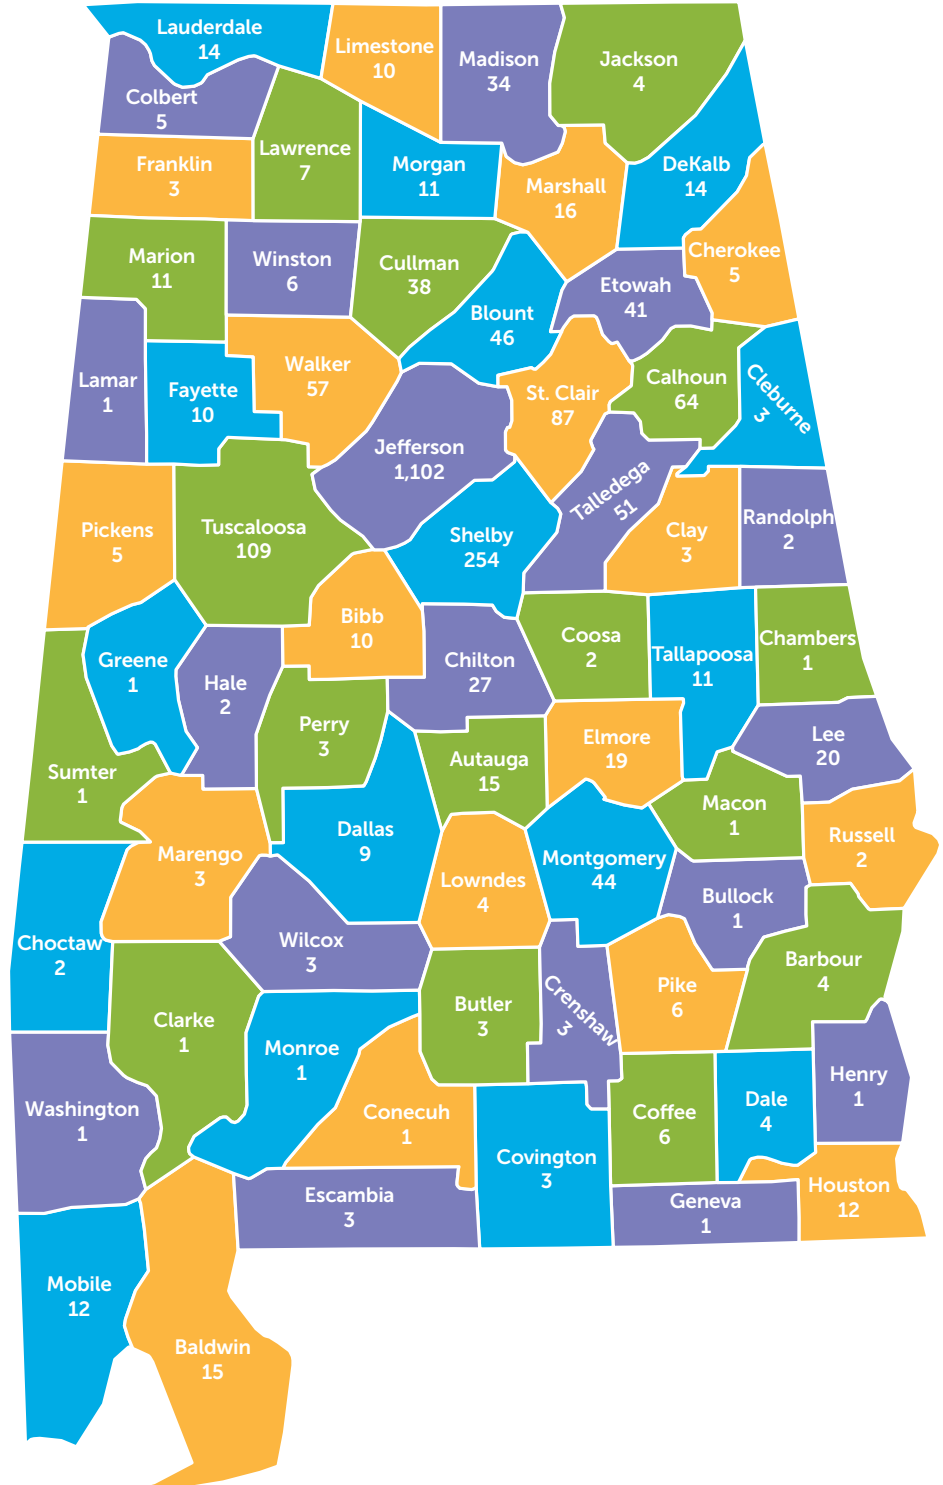 Lauderdale
14
Limestone
10
Madison
34
Jackson
4
Colbert
5
Lawrence
7
Franklin
3
Morgan
11
Marshall
16
DeKalb
14
Cherokee
5
Marion
11
Winston
6
Cullman
38
Blount
46
Etowah
41
Lamar
1
Fayette
10
Walker
57
St. Clair
87
Calhoun
64
Cleburne
3
Jefferson
1,102
Talledega
51
Pickens
5
Tuscaloosa
109
Shelby
254
Clay
3
Randolph
2
Bibb
10
Greene
1
Hale
2
Chilton
27
Coosa
2
Tallapoosa
11
Chambers
1
Sumter
1
Perry
3
Autauga
15
Elmore
19
Lee
20
Macon
1
Russell
2
Marengo
3
Dallas
9
Lowndes
4
Montgomery
44
Bullock
1
Choctaw
2
Wilcox
3
Butler
3
Crenshaw
3
Pike
6
Barbour
4
Clarke
1
Monroe
1
Washington
1
Conecuh
1
Covington
3
Coffee
6
Dale
4
Henry
1
Escambia
3
Geneva
1
Houston
12
Mobile
12
Baldwin
15